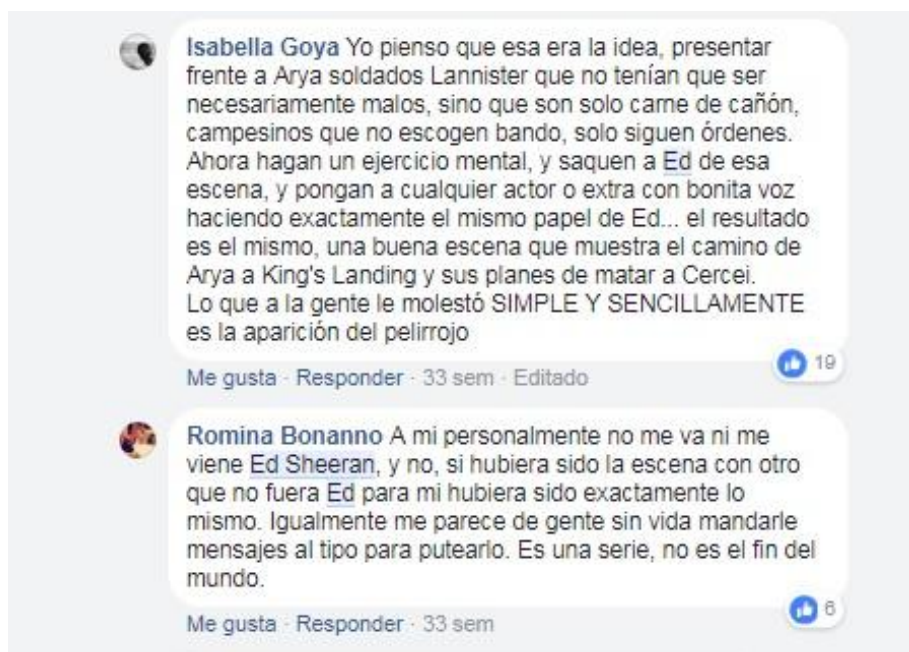 Isabella Goya Yo pienso que esa era la idea, presentar
frente a Arya soldados Lannister que no tenían que ser
necesariamente malos, sino que son solo carne de cañón,
campesinos que no escogen bando, solo siguen órdenes.
Ahora hagan un ejercicio mental, y saquen a Ed de esa
escena, y pongan a cualquier actor o extra con bonita voz
haciendo exactamente el mismo papel de Ed... el resultado
es el mismo, una buena escena que muestra el camino de
Arya a King's Landing y sus planes de matar a Cercei.
Lo que a la gente le molestó SIMPLE Y SENCILLAMENTE
es la aparición del pelirrojo
19
Me gusta · Responder · 33 sem · Editado
Romina Bonanno A mi personalmente no me va ni me
viene Ed Sheeran, y no, si hubiera sido la escena con otro
que no fuera Ed para mi hubiera sido exactamente lo
mismo. Igualmente me parece de gente sin vida mandarle
mensajes al tipo para putearlo. Es una serie, no es el fin del
mundo.
6
Me gusta · Responder · 33 sem